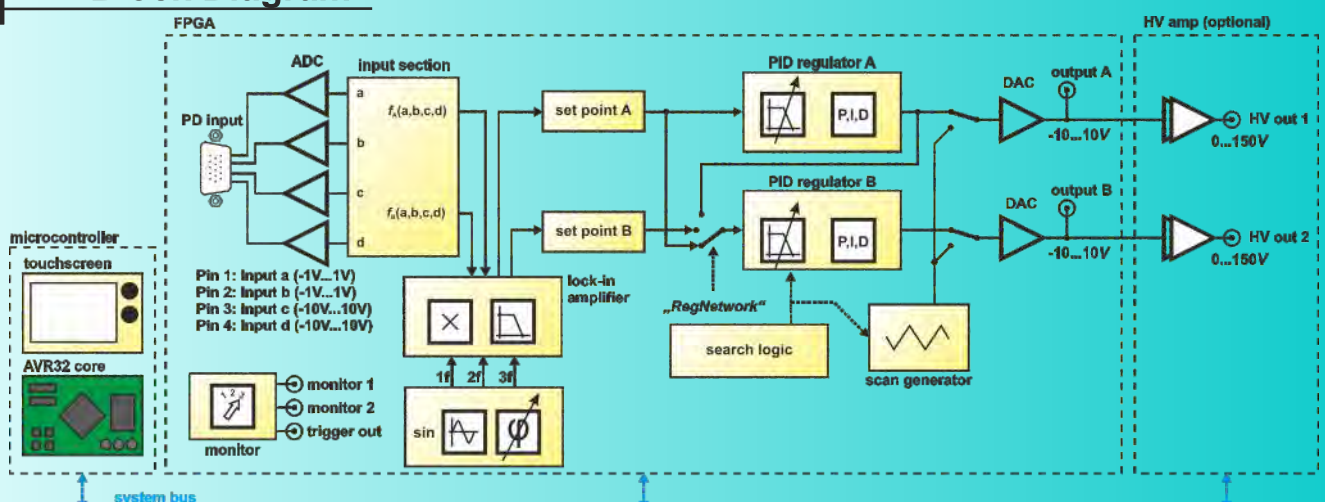 Block Diagram
FPGA
HV amp (optional)
ADC
input section
PID regulator A
DAC
output A
a
fₐ(a,b,c,d)
set point A
P,I,D
PD input
-10...10V
HV out 1
0...150V
b
c
PID regulator B
DAC
output B
fₐ(a,b,c,d)
set point B
P,I,D
HV out 2
d
-10...10V
0...150V
microcontroller
touchscreen
Pin 1: Input a (-1V...1V)
Pin 2: Input b (-1V...1V)
Pin 3: Input c (-10V...10V)
Pin 4: Input d (-10V...10V)
lock-in
amplifier
„RegNetwork“
search logic
scan generator
AVR32 core
1f 2f 3f
monitor 1
monitor 2
trigger out
monitor
sin
φ
system bus